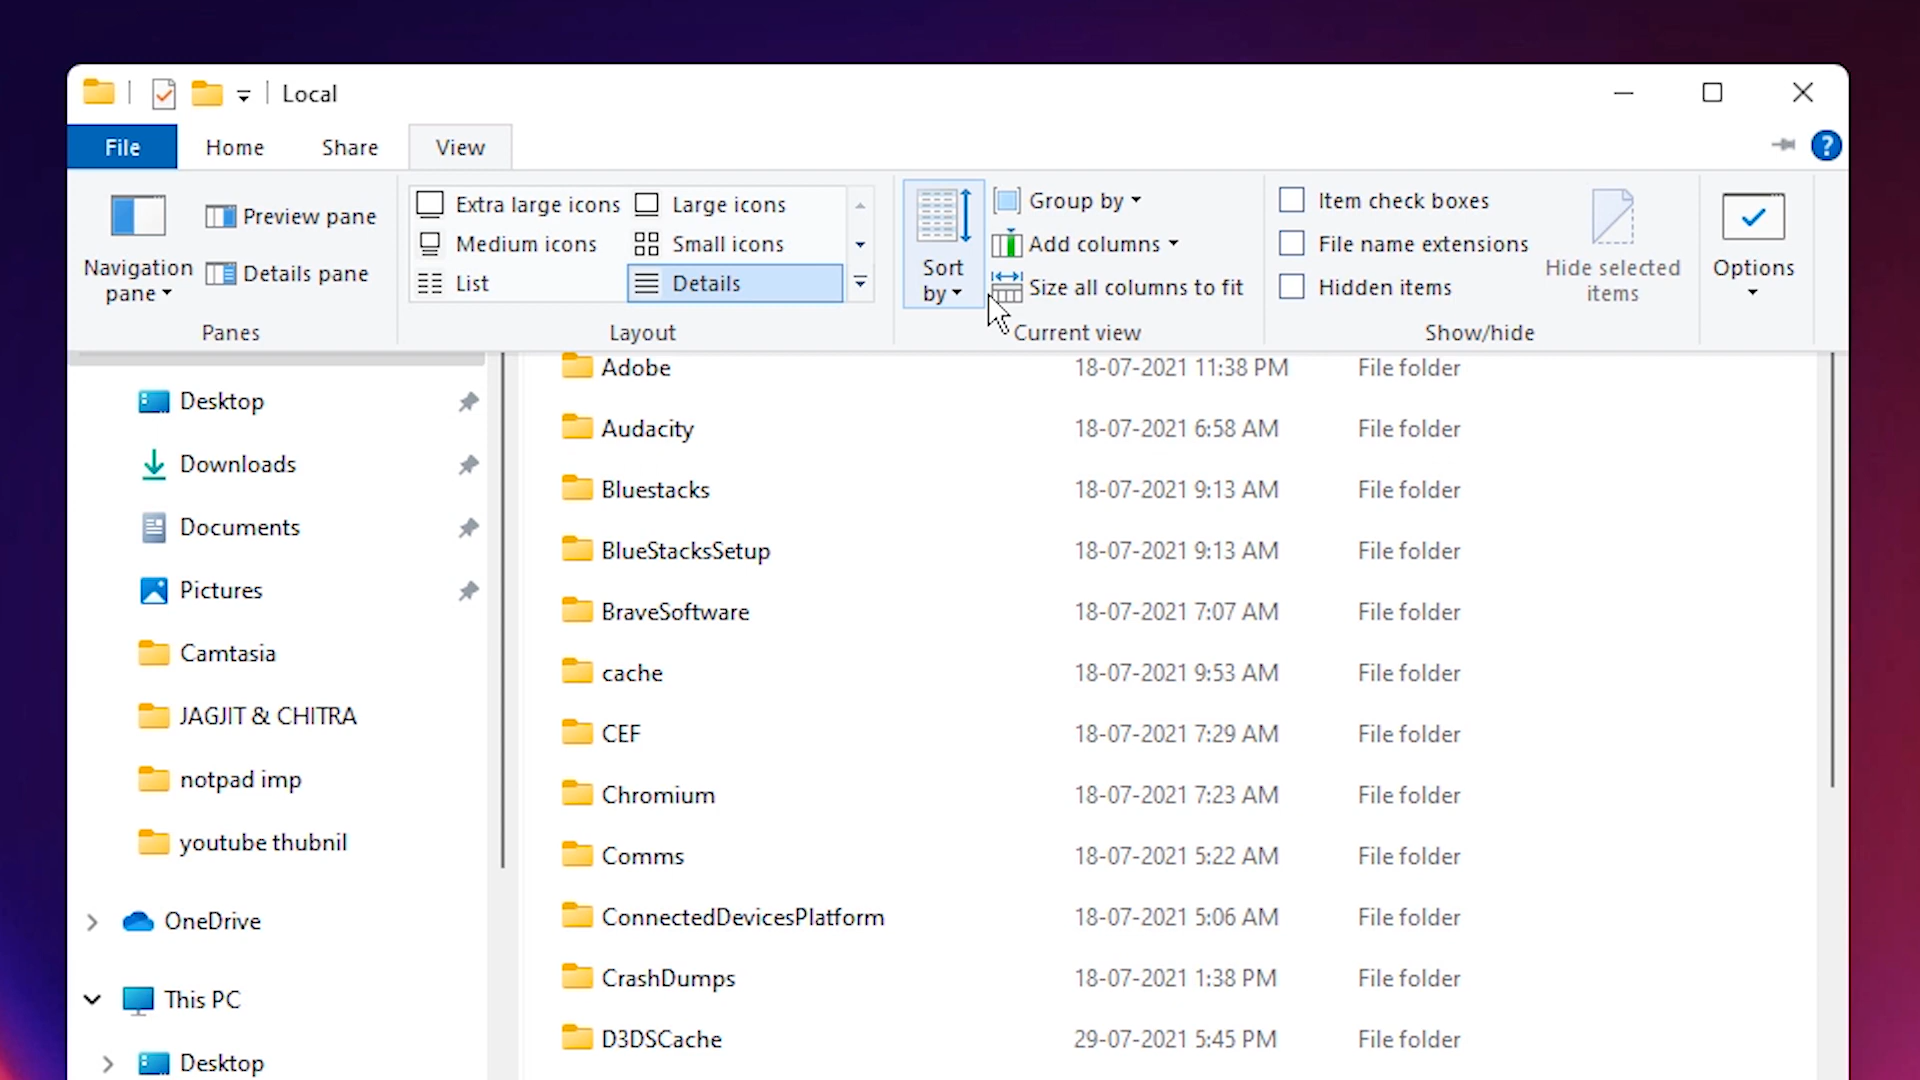 Local
File Home Share View
?
Navigation pane
Preview pane
Details pane
Panes
Extra large icons Large icons
Medium icons Small icons
List Details
Layout
Sort by
Group by
Add columns
Size all columns to fit
Current view
Item check boxes
File name extensions
Hidden items
Hide selected items
Show/hide
Options
Desktop
Downloads
Documents
Pictures
Camtasia
JAGJIT & CHITRA
notpad imp
youtube thubnil
OneDrive
This PC
Desktop
Adobe 18-07-2021 11:38 PM File folder
Audacity 18-07-2021 6:58 AM File folder
Bluestacks 18-07-2021 9:13 AM File folder
BlueStacksSetup 18-07-2021 9:13 AM File folder
BraveSoftware 18-07-2021 7:07 AM File folder
cache 18-07-2021 9:53 AM File folder
CEF 18-07-2021 7:29 AM File folder
Chromium 18-07-2021 7:23 AM File folder
Comms 18-07-2021 5:22 AM File folder
ConnectedDevicesPlatform 18-07-2021 5:06 AM File folder
CrashDumps 18-07-2021 1:38 PM File folder
D3DSCache 29-07-2021 5:45 PM File folder